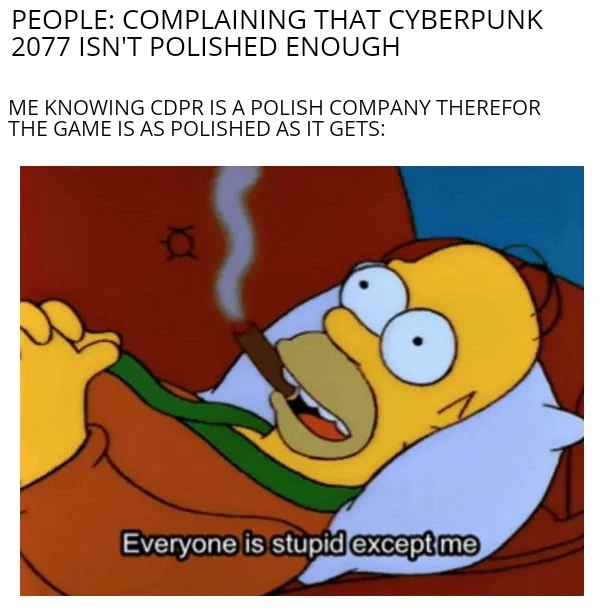 PEOPLE: COMPLAINING THAT CYBERPUNK
2077 ISN'T POLISHED ENOUGH
ME KNOWING CDPR IS A POLISH COMPANY THEREFOR
THE GAME IS AS POLISHED AS IT GETS:
Everyone is stupid except me